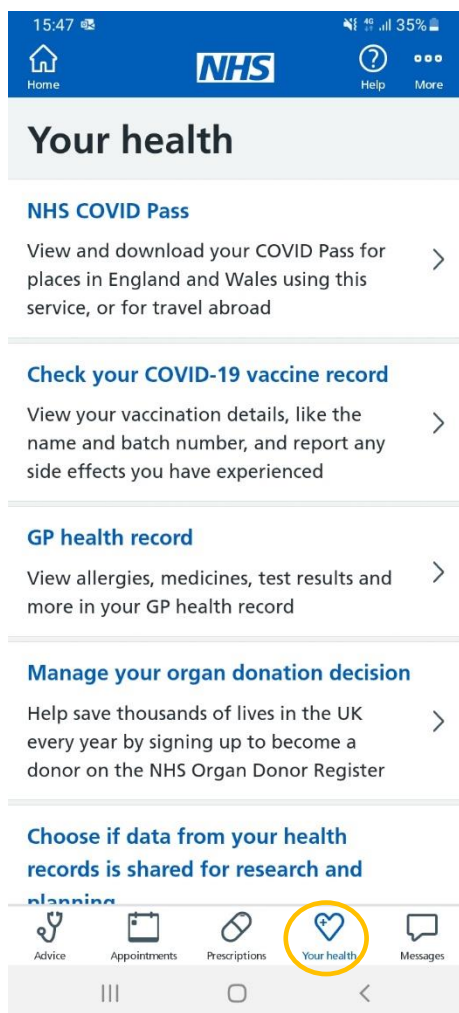 15:47
4G
35%
Home
NHS
Help
More
Your health
NHS COVID Pass
View and download your COVID Pass for
places in England and Wales using this
service, or for travel abroad
Check your COVID-19 vaccine record
View your vaccination details, like the
name and batch number, and report any
side effects you have experienced
GP health record
View allergies, medicines, test results and
more in your GP health record
Manage your organ donation decision
Help save thousands of lives in the UK
every year by signing up to become a
donor on the NHS Organ Donor Register
Choose if data from your health
records is shared for research and
planning
Advice
Appointments
Prescriptions
Your health
Messages